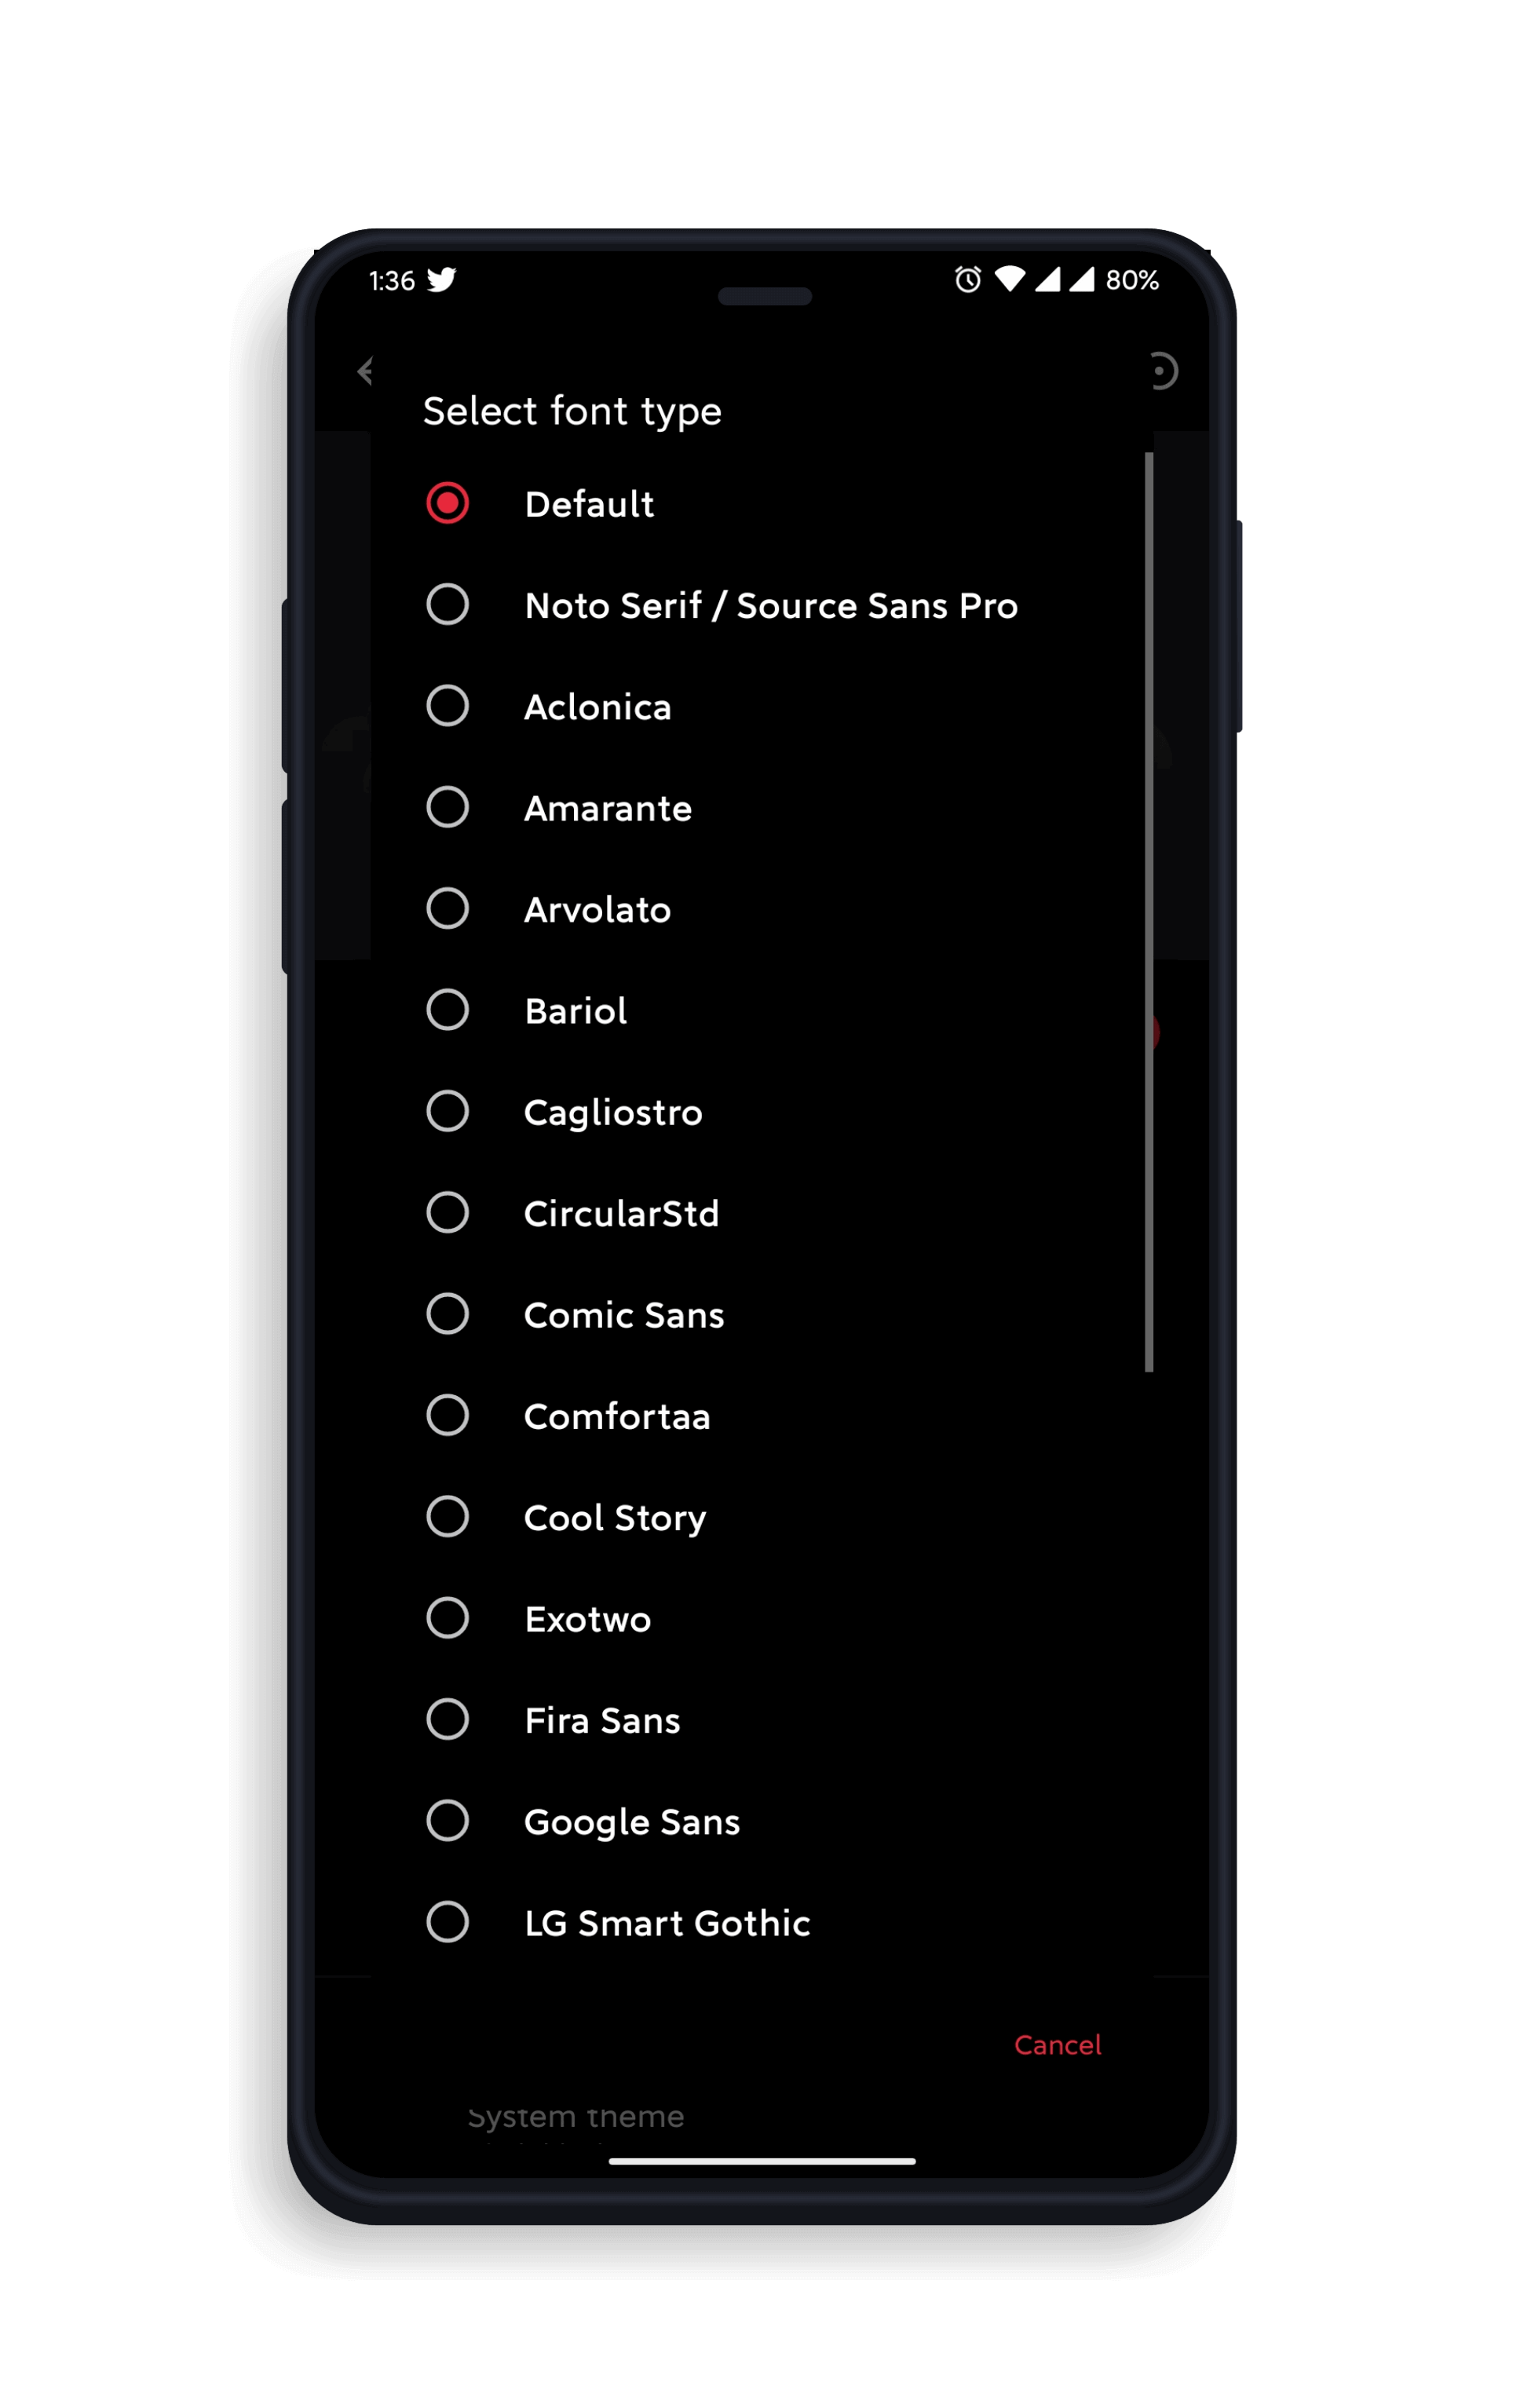 1:36 80%
Select font type
Default
Noto Serif / Source Sans Pro
Aclonica
Amarante
Arvolato
Bariol
Cagliostro
CircularStd
Comic Sans
Comfortaa
Cool Story
Exotwo
Fira Sans
Google Sans
LG Smart Gothic
Cancel
System theme